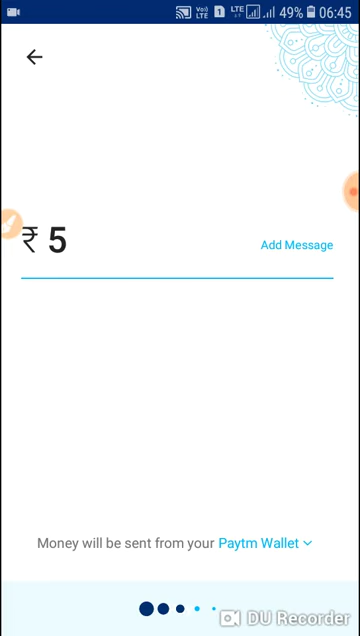 Voi) LTE 1 LTE 49% 06:45
₹ 5
Add Message
Money will be sent from your Paytm Wallet
DU Recorder